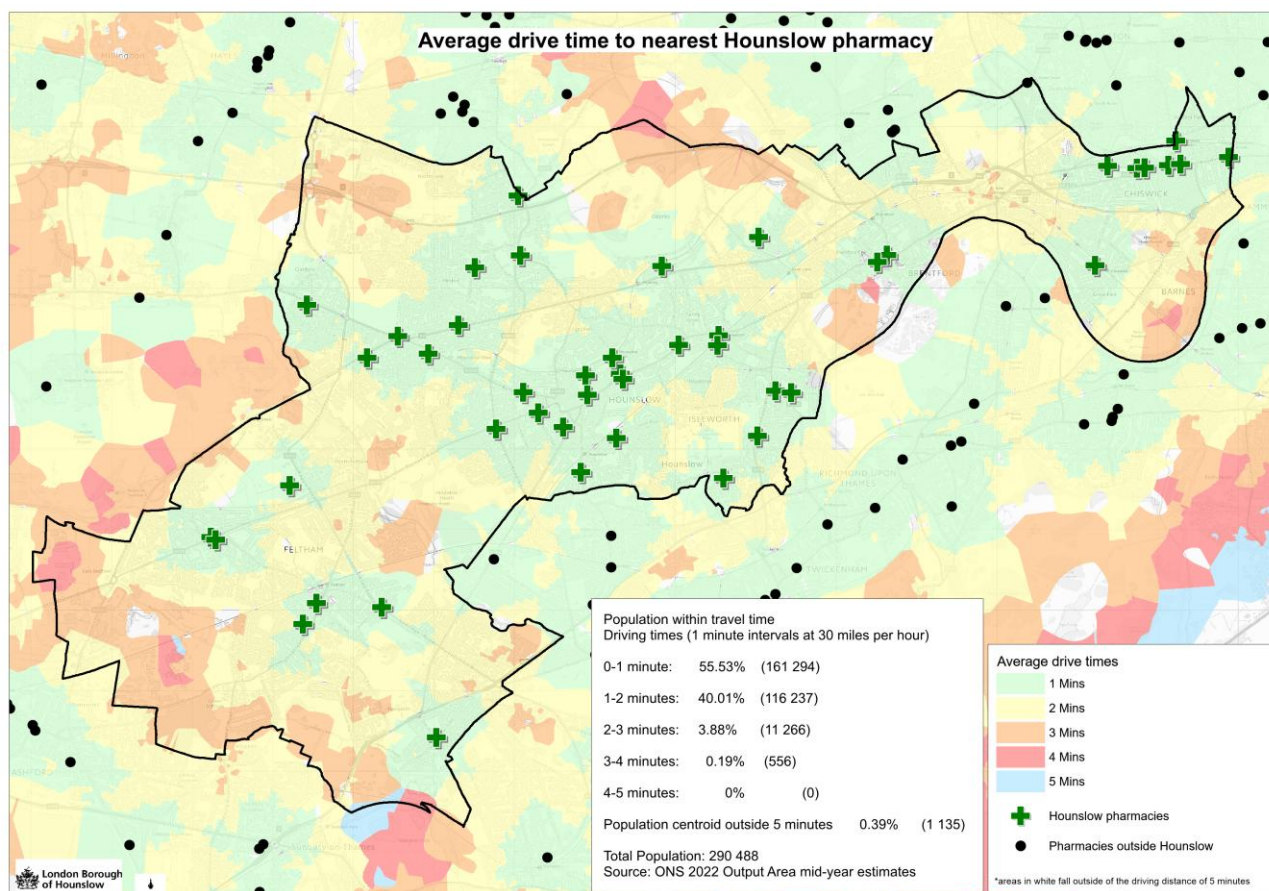 Average drive time to nearest Hounslow pharmacy
CHISWICK
BRENTFORD
BARNES
HOUNSLOW
ISLEWORTH
Hounslow
RICHMOND UPON
THAMES
FELTHAM
TWICKENHAM
ASHFORD
Sunbury-on-Thames
Population within travel time
Driving times (1 minute intervals at 30 miles per hour)
0-1 minute: 55.53% (161 294)
1-2 minutes: 40.01% (116 237)
2-3 minutes: 3.88% (11 266)
3-4 minutes: 0.19% (556)
4-5 minutes: 0% (0)
Population centroid outside 5 minutes 0.39% (1 135)
Total Population: 290 488
Source: ONS 2022 Output Area mid-year estimates
Average drive times
1 Mins
2 Mins
3 Mins
4 Mins
5 Mins
Hounslow pharmacies
Pharmacies outside Hounslow
*areas in white fall outside of the driving distance of 5 minutes
London Borough
of Hounslow